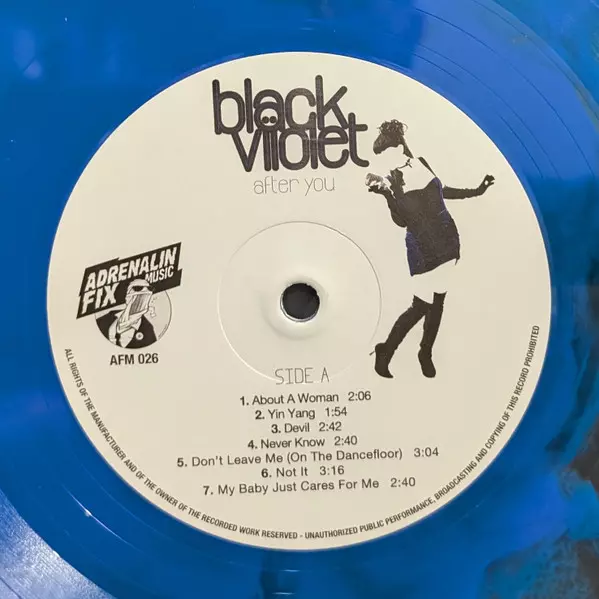 black
viiolet
after you
ADRENALIN
FIX MUSIC
AFM 026
SIDE A
1. About A Woman 2:06
2. Yin Yang 1:54
3. Devil 2:42
4. Never Know 2:40
5. Don't Leave Me (On The Dancefloor) 3:04
6. Not It 3:16
7. My Baby Just Cares For Me 2:40
ALL RIGHTS OF THE MANUFACTURER AND OF THE OWNER OF THE RECORDED WORK RESERVED - UNAUTHORIZED PUBLIC PERFORMANCE, BROADCASTING AND COPYING OF THIS RECORD PROHIBITED